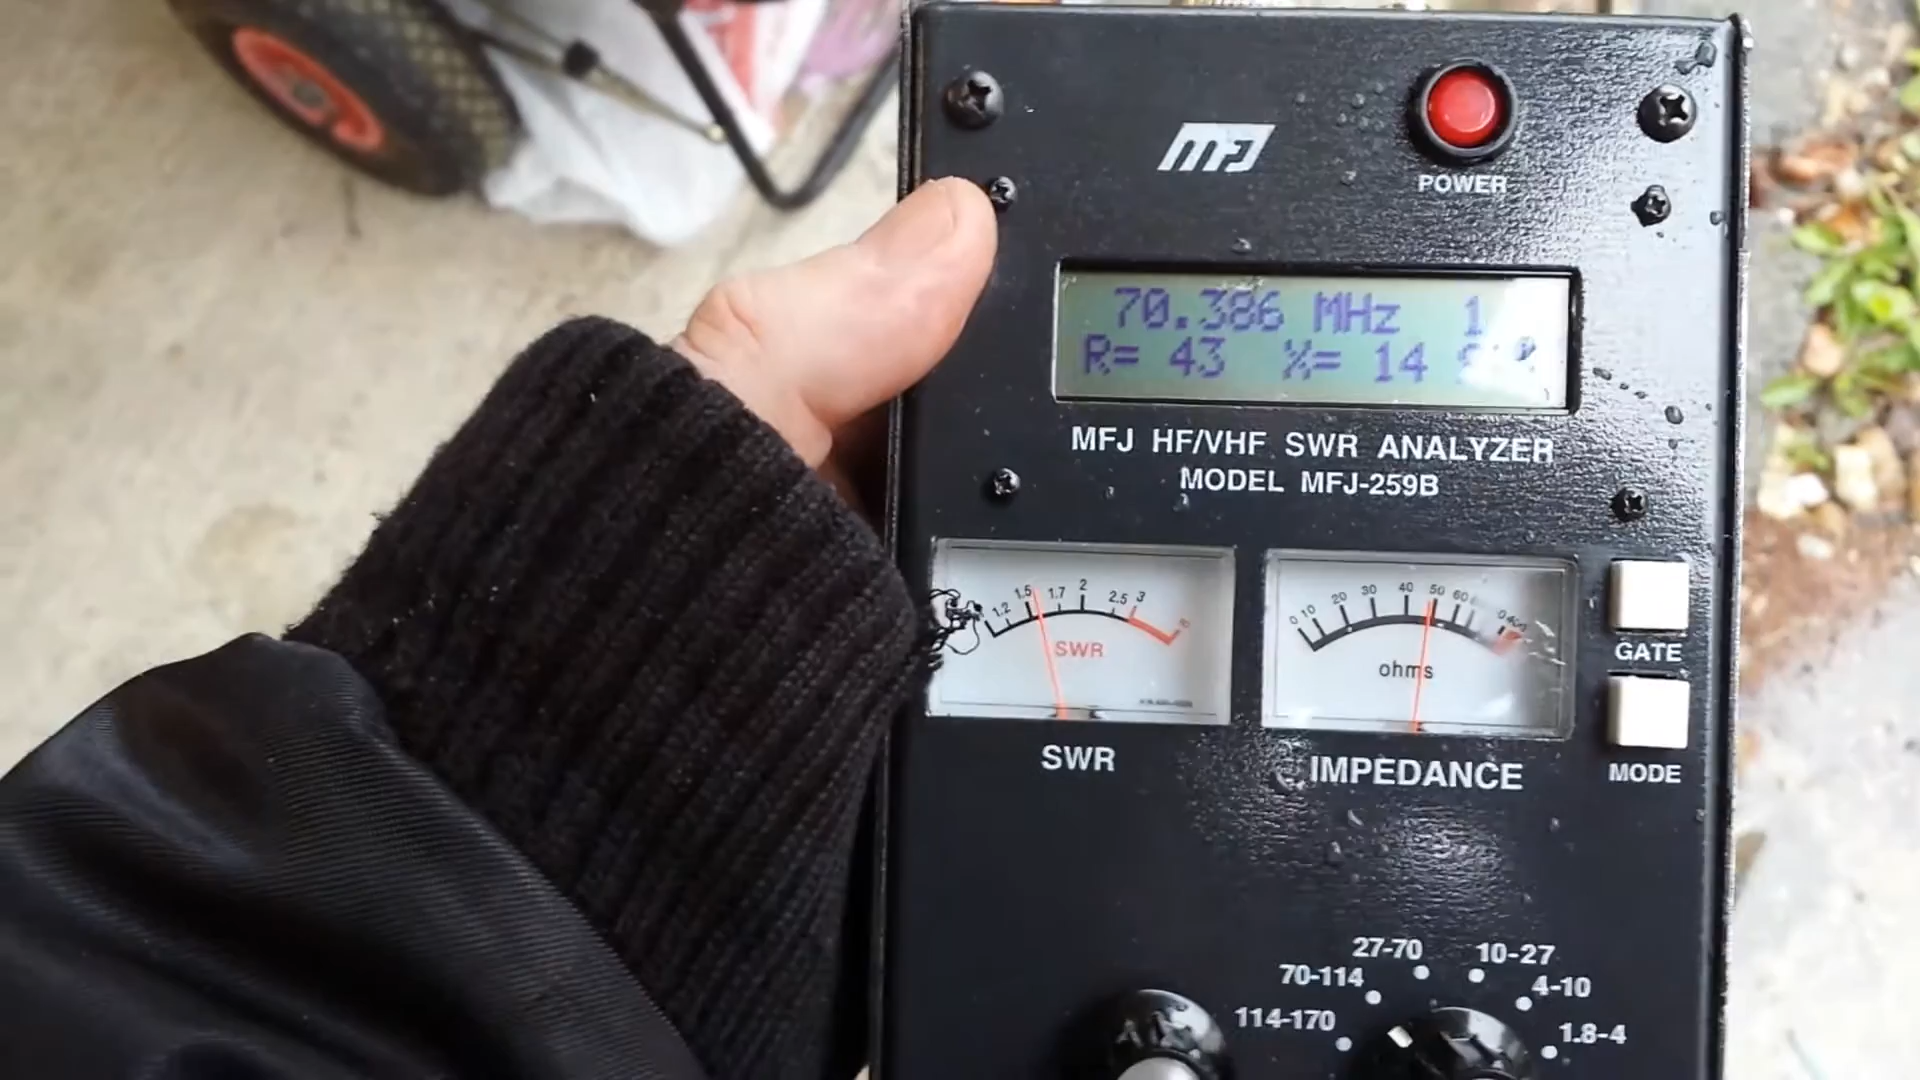 MFJ
POWER
70.386 MHz 1
R= 43 X= 14
MFJ HF/VHF SWR ANALYZER
MODEL MFJ-259B
1.2 1.5 1.7 2 2.5 3
SWR
0 10 20 30 40 50 60
ohms
GATE
SWR
IMPEDANCE
MODE
27-70
10-27
70-114
4-10
114-170
1.8-4